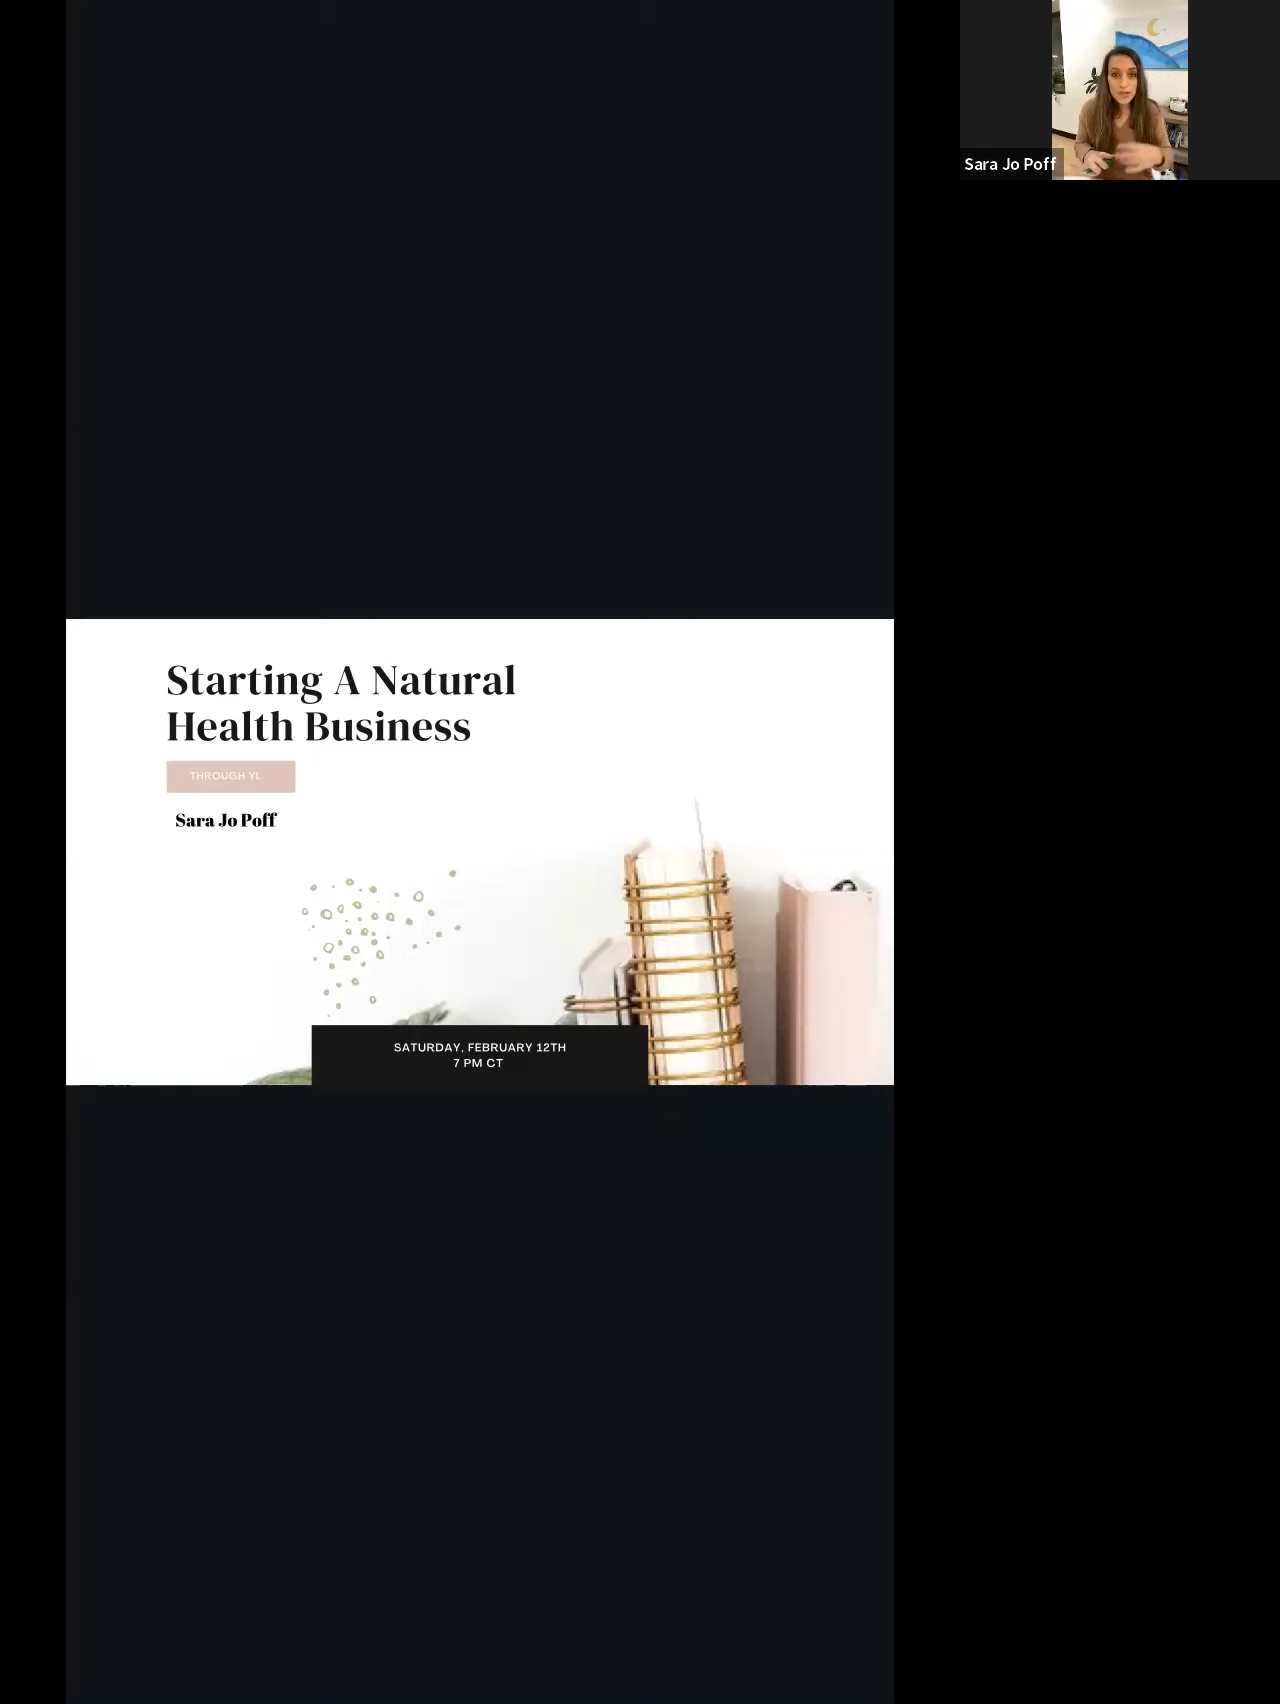 Sara Jo Poff
Starting A Natural
Health Business
THROUGH YL
Sara Jo Poff
SATURDAY, FEBRUARY 12TH
7 PM CT